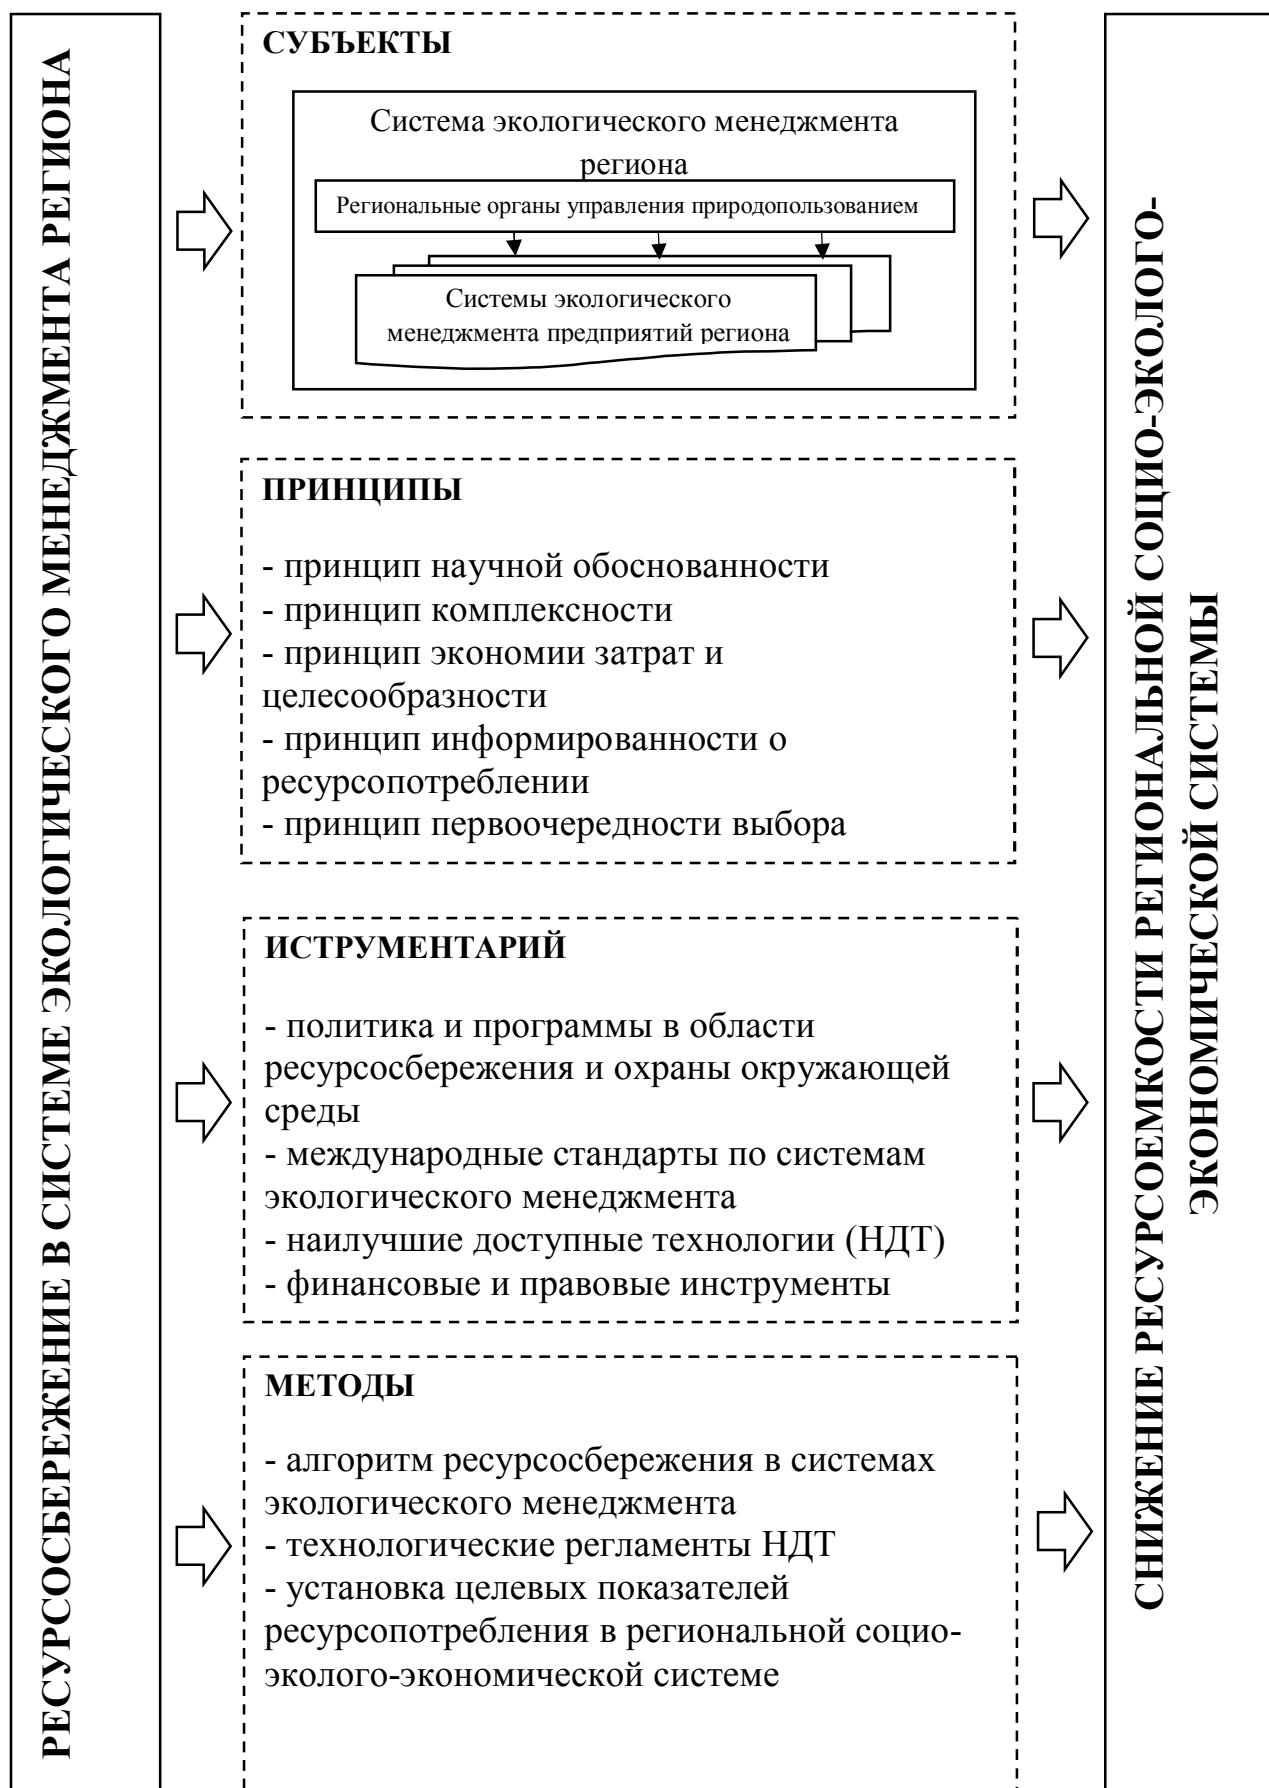 РЕСУРСОСБЕРЕЖЕНИЕ В СИСТЕМЕ ЭКОЛОГИЧЕСКОГО МЕНЕДЖМЕНТА РЕГИОНА
СУБЪЕКТЫ
Система экологического менеджмента
региона
Региональные органы управления природопользованием
Системы экологического
менеджмента предприятий региона
ПРИНЦИПЫ
- принцип научной обоснованности
- принцип комплексности
- принцип экономии затрат и
целесообразности
- принцип информированности о
ресурсопотреблении
- принцип первоочередности выбора
ИСТРУМЕНТАРИЙ
- политика и программы в области
ресурсосбережения и охраны окружающей
среды
- международные стандарты по системам
экологического менеджмента
- наилучшие доступные технологии (НДТ)
- финансовые и правовые инструменты
МЕТОДЫ
- алгоритм ресурсосбережения в системах
экологического менеджмента
- технологические регламенты НДТ
- установка целевых показателей
ресурсопотребления в региональной социо-
эколого-экономической системе
СНИЖЕНИЕ РЕСУРСОЕМКОСТИ РЕГИОНАЛЬНОЙ СОЦИО-ЭКОЛОГО-
ЭКОНОМИЧЕСКОЙ СИСТЕМЫ